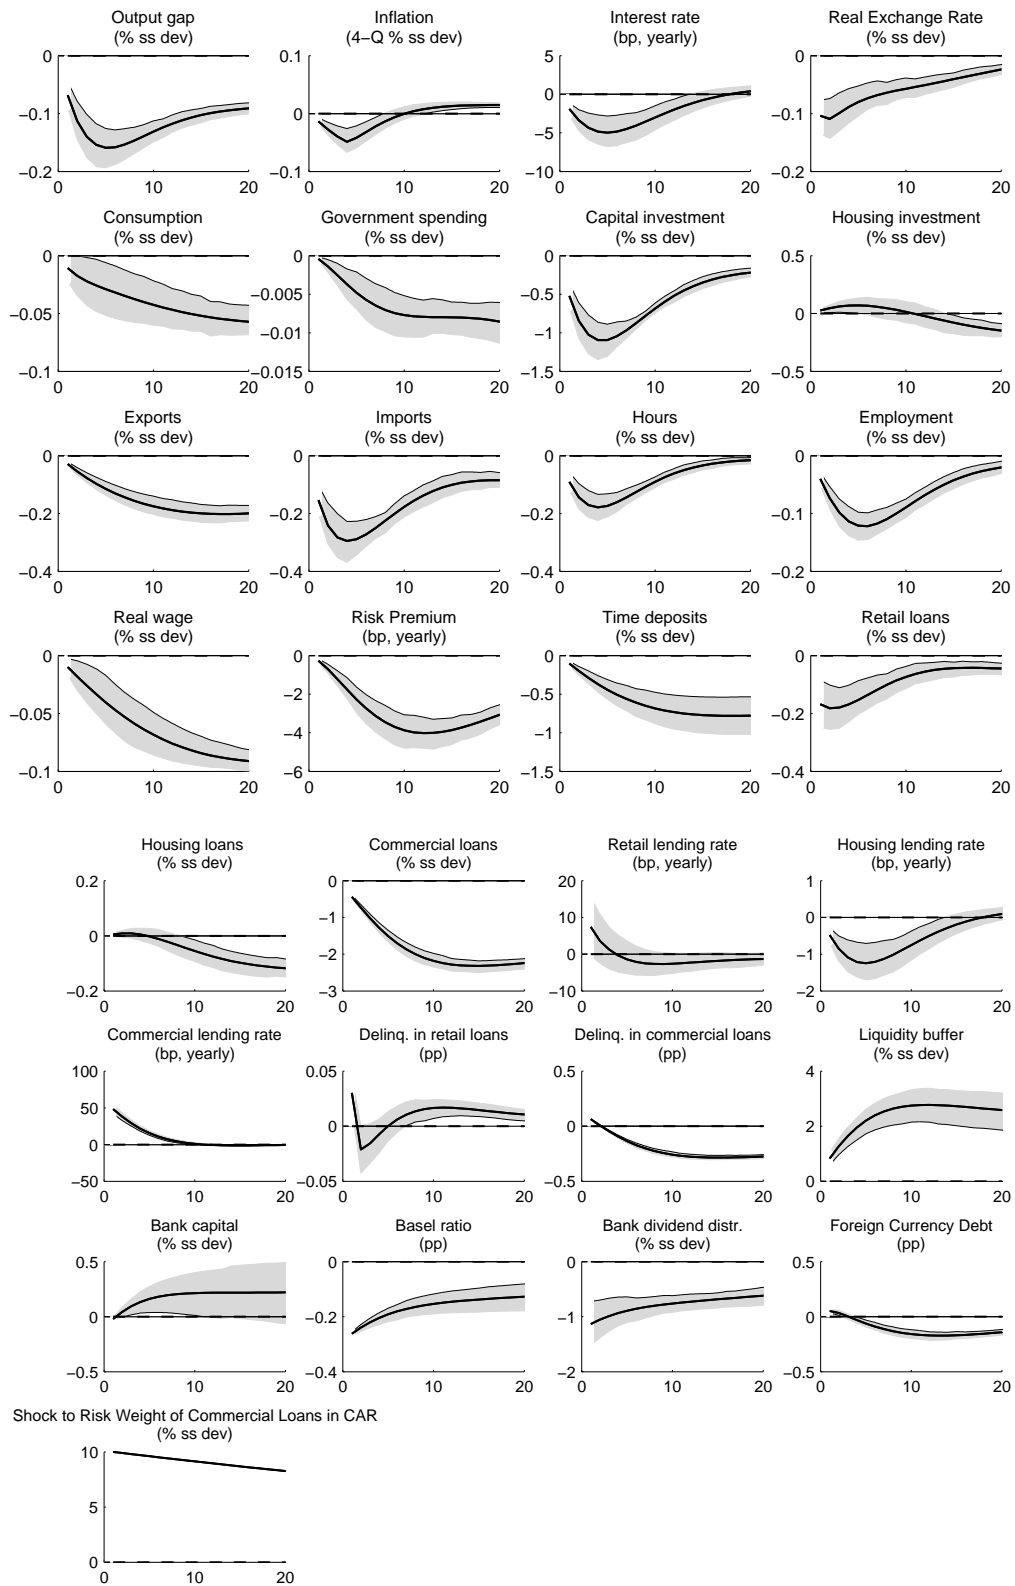 Output gap
(% ss dev)
0
−0.1
−0.2
0 10 20
Inflation
(4−Q % ss dev)
0.1
0
−0.1
0 10 20
Interest rate
(bp, yearly)
5
0
−5
−10
0 10 20
Real Exchange Rate
(% ss dev)
0
−0.1
−0.2
0 10 20
Consumption
(% ss dev)
0
−0.05
−0.1
0 10 20
Government spending
(% ss dev)
0
−0.005
−0.01
−0.015
0 10 20
Capital investment
(% ss dev)
0
−0.5
−1
−1.5
0 10 20
Housing investment
(% ss dev)
0.5
0
−0.5
0 10 20
Exports
(% ss dev)
0
−0.2
−0.4
0 10 20
Imports
(% ss dev)
0
−0.2
−0.4
0 10 20
Hours
(% ss dev)
0
−0.2
−0.4
0 10 20
Employment
(% ss dev)
0
−0.1
−0.2
0 10 20
Real wage
(% ss dev)
0
−0.05
−0.1
0 10 20
Risk Premium
(bp, yearly)
0
−2
−4
−6
0 10 20
Time deposits
(% ss dev)
0
−0.5
−1
−1.5
0 10 20
Retail loans
(% ss dev)
0
−0.2
−0.4
0 10 20
Housing loans
(% ss dev)
0.2
0
−0.2
0 10 20
Commercial loans
(% ss dev)
0
−1
−2
−3
0 10 20
Retail lending rate
(bp, yearly)
20
10
0
−10
0 10 20
Housing lending rate
(bp, yearly)
1
0
−1
−2
0 10 20
Commercial lending rate
(bp, yearly)
100
50
0
−50
0 10 20
Delinq. in retail loans
(pp)
0.05
0
−0.05
0 10 20
Delinq. in commercial loans
(pp)
0.5
0
−0.5
0 10 20
Liquidity buffer
(% ss dev)
4
2
0
0 10 20
Bank capital
(% ss dev)
0.5
0
−0.5
0 10 20
Basel ratio
(pp)
0
−0.2
−0.4
0 10 20
Bank dividend distr.
(% ss dev)
0
−1
−2
0 10 20
Foreign Currency Debt
(pp)
0.5
0
−0.5
0 10 20
Shock to Risk Weight of Commercial Loans in CAR
(% ss dev)
10
5
0
0 10 20